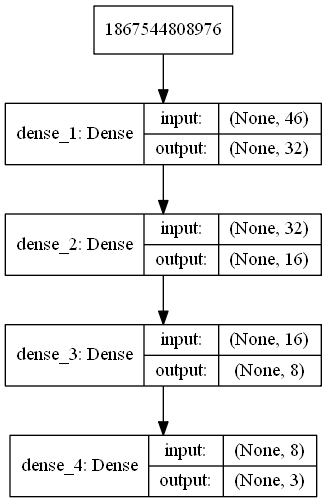 1867544808976
dense_1: Dense
input: (None, 46)
output: (None, 32)
dense_2: Dense
input: (None, 32)
output: (None, 16)
dense_3: Dense
input: (None, 16)
output: (None, 8)
dense_4: Dense
input: (None, 8)
output: (None, 3)